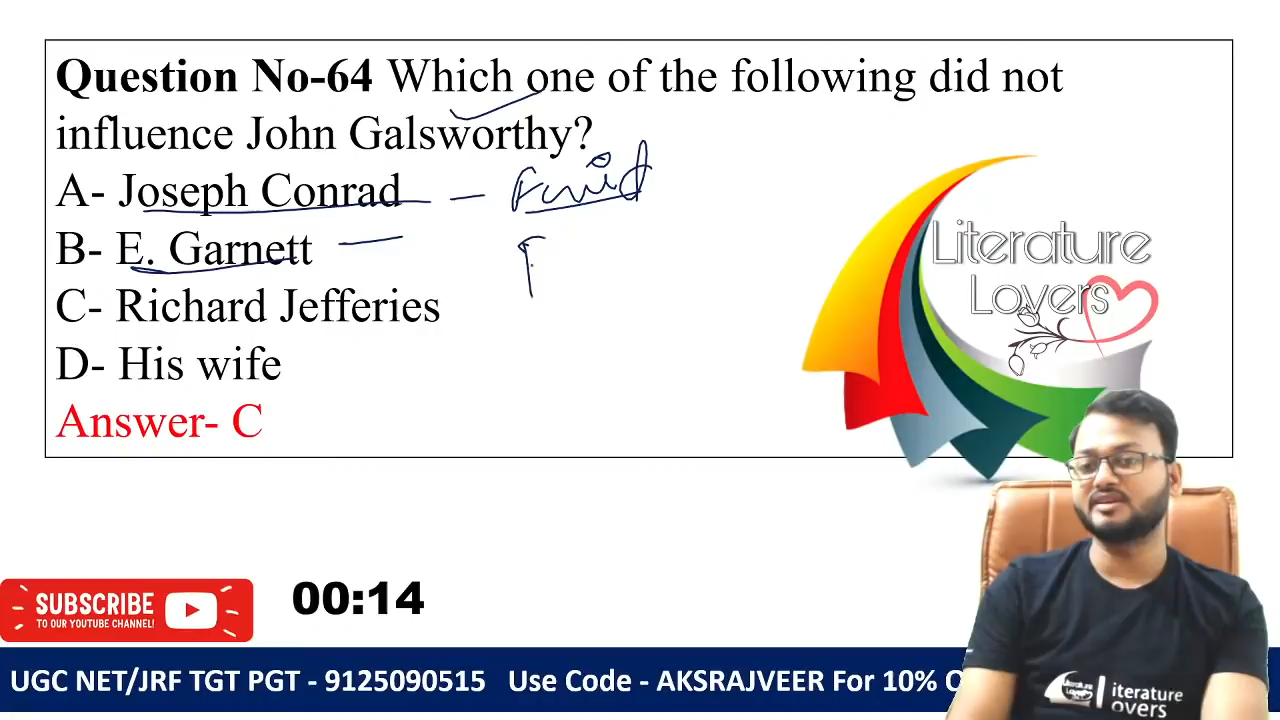 Question No-64 Which one of the following did not
influence John Galsworthy?
A- Joseph Conrad
B- E. Garnett
C- Richard Jefferies
D- His wife
Answer- C
Literature
Lovers
SUBSCRIBE
TO OUR YOUTUBE CHANNEL!
00:14
UGC NET/JRF TGT PGT - 9125090515 Use Code - AKSRAJVEER For 10% O
Literature
Lovers
iterature
overs